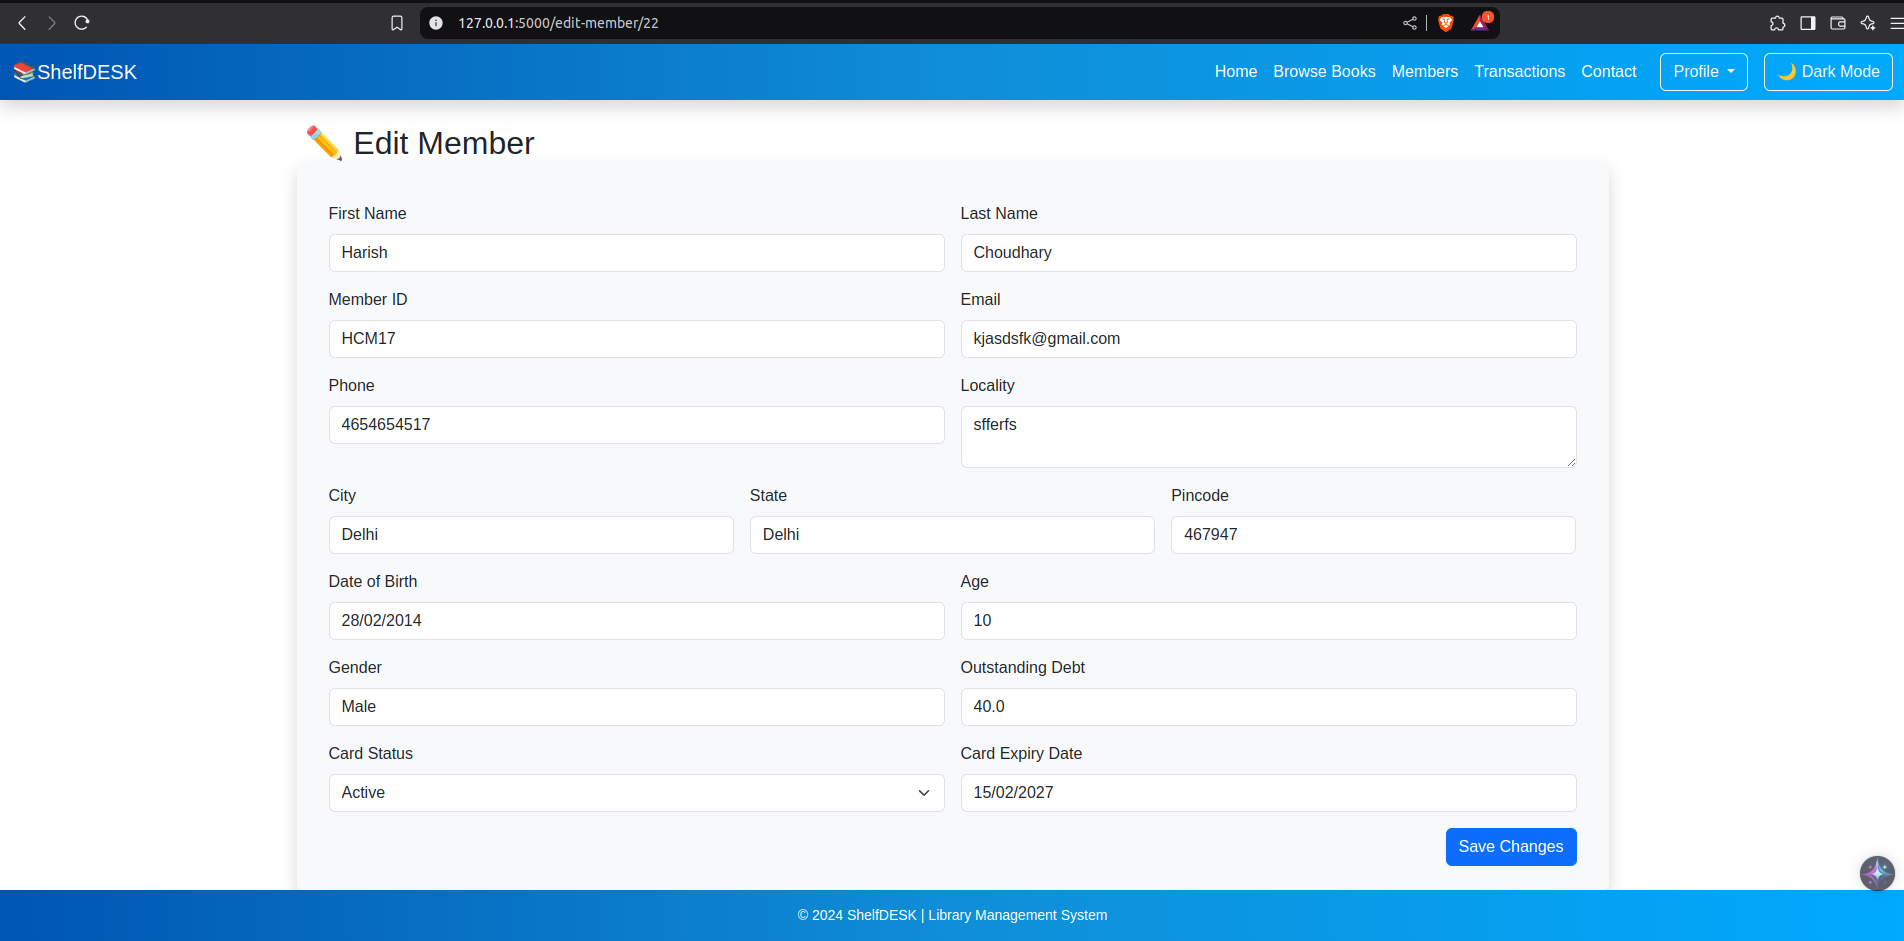 127.0.0.1:5000/edit-member/22
1
📚ShelfDESK
Home Browse Books Members Transactions Contact Profile 🌙 Dark Mode
✏️ Edit Member
First Name Last Name
Harish Choudhary
Member ID Email
HCM17 kjasdsfk@gmail.com
Phone Locality
4654654517 sfferfs
City State Pincode
Delhi Delhi 467947
Date of Birth Age
28/02/2014 10
Gender Outstanding Debt
Male 40.0
Card Status Card Expiry Date
Active 15/02/2027
Save Changes
© 2024 ShelfDESK | Library Management System